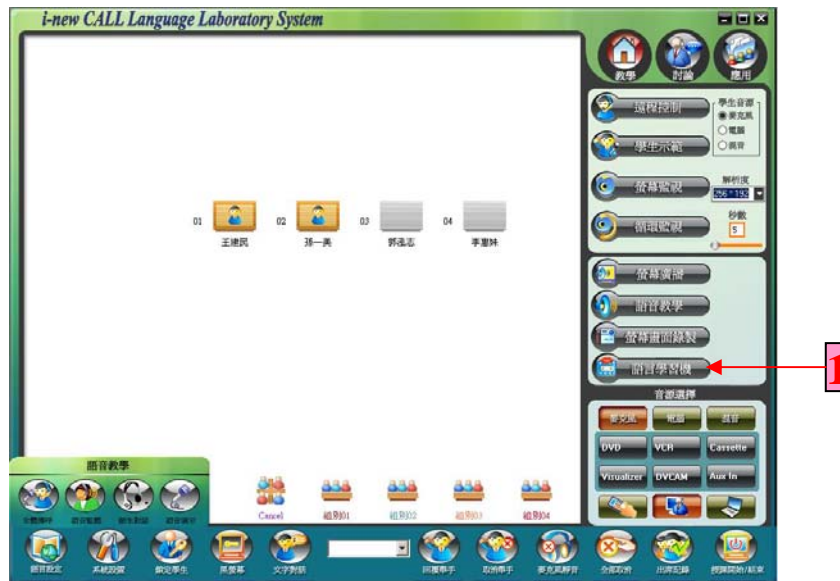 i-new CALL Language Laboratory System
教學 討論 應用
遠程控制
學生音源
麥克風
電腦
混音
學生示範
螢幕監視
解析度
256 * 192
循環監視
秒數
5
01 02 03 04
王建民 孫一美 郭泓志 李惠妹
螢幕廣播
語音教學
螢幕畫面錄製
語言學習機
1
音源選擇
麥克風 電腦 混音
DVD VCR Cassette
Visualizer DVCAM Aux In
語音教學
Cancel 組別01 組別02 組別03 組別04
語音設定 系統設置 鎖定學生 黑螢幕 文字對話 回覆舉手 取消舉手 麥克風靜音 全部取消 出席記錄 授課開始/結束